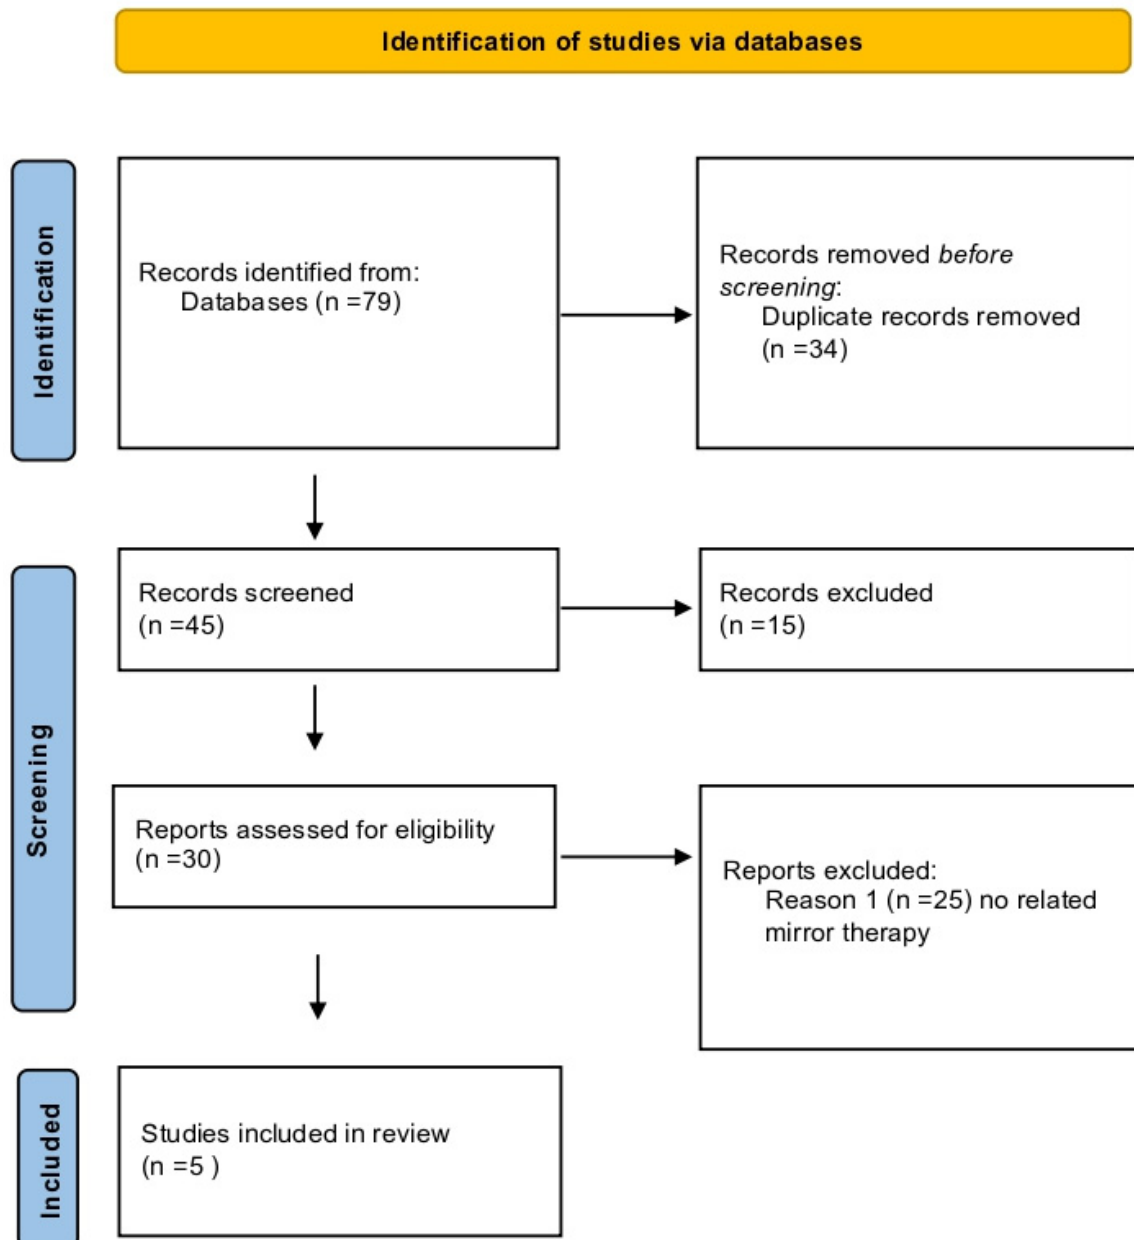 Identification of studies via databases
Identification
Records identified from:
Databases (n =79)
Records removed before
screening:
Duplicate records removed
(n =34)
Screening
Records screened
(n =45)
Records excluded
(n =15)
Reports assessed for eligibility
(n =30)
Reports excluded:
Reason 1 (n =25) no related
mirror therapy
Included
Studies included in review
(n =5 )